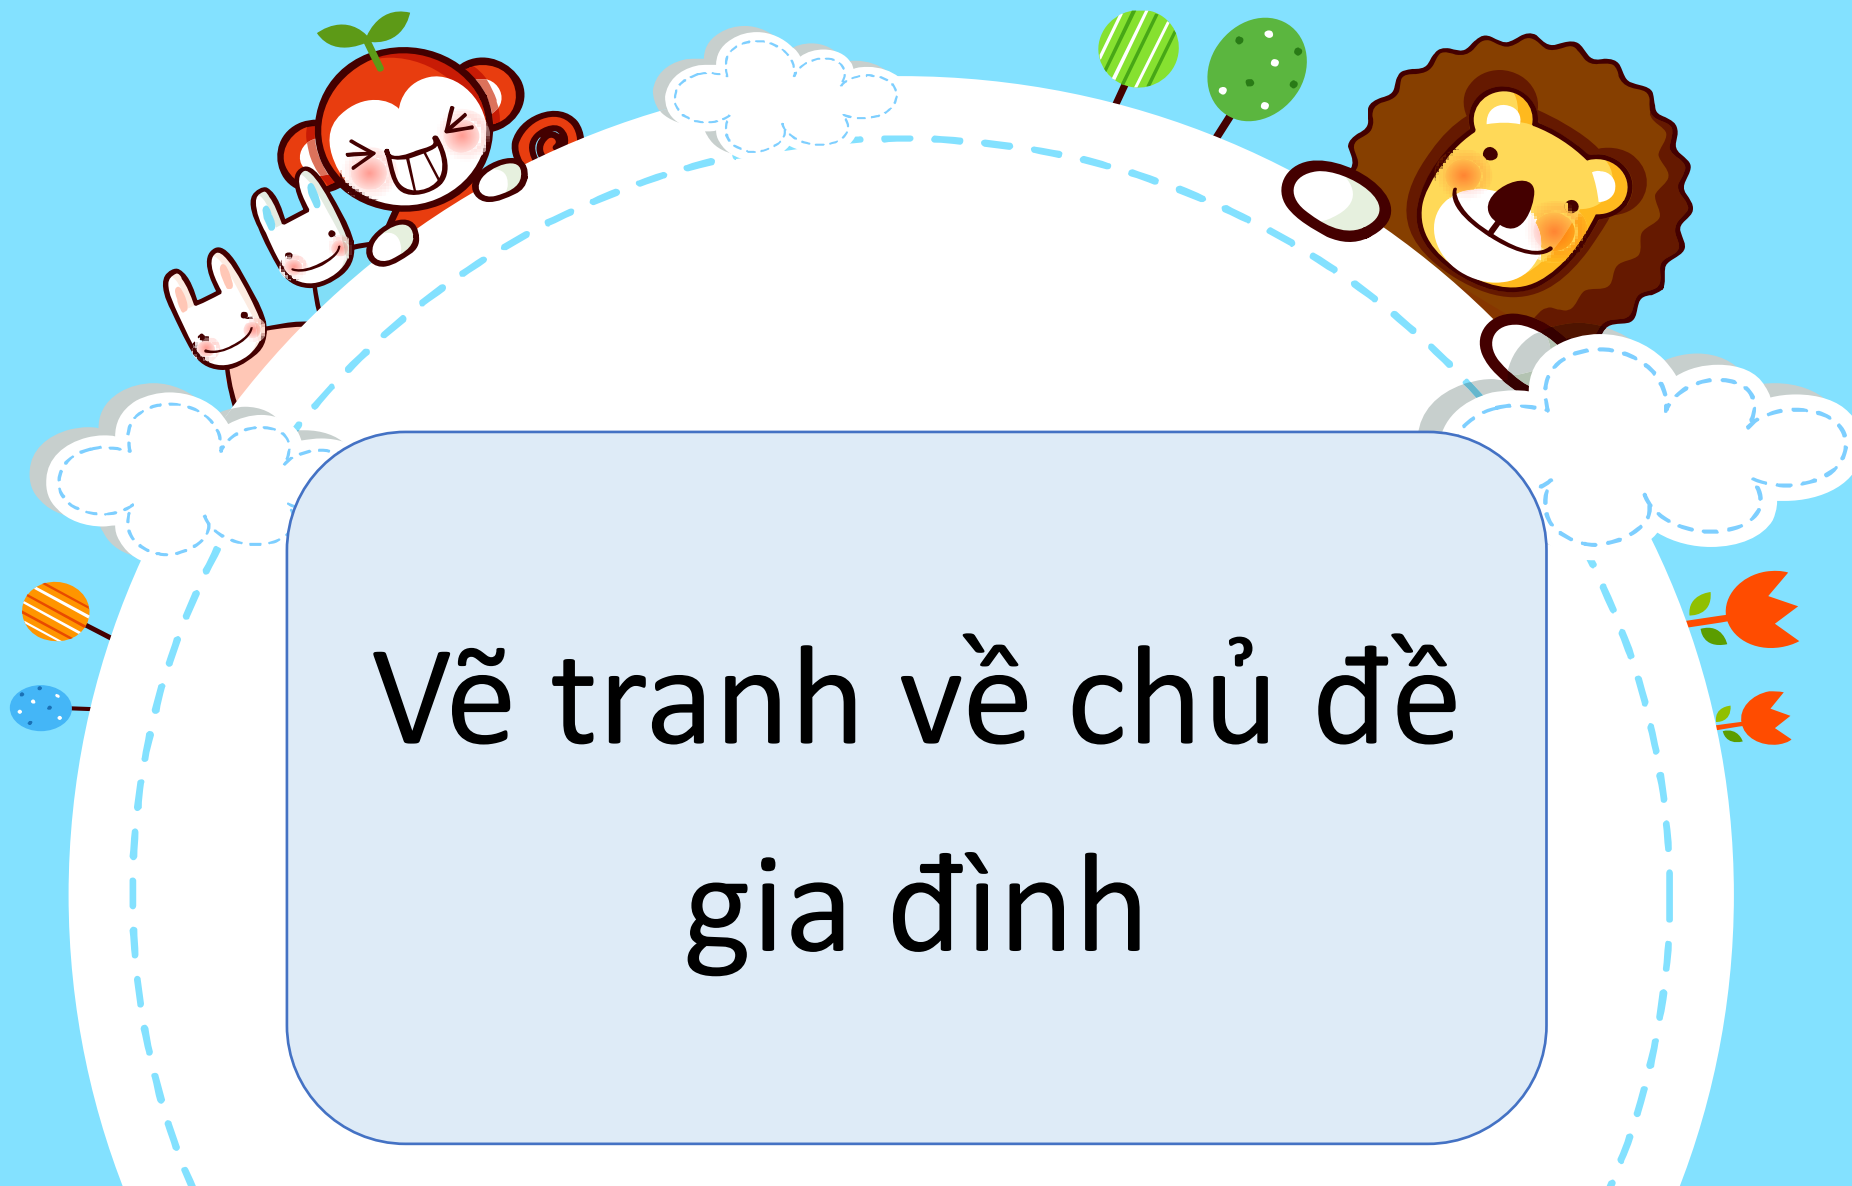 Vẽ tranh về chủ đề
gia đình